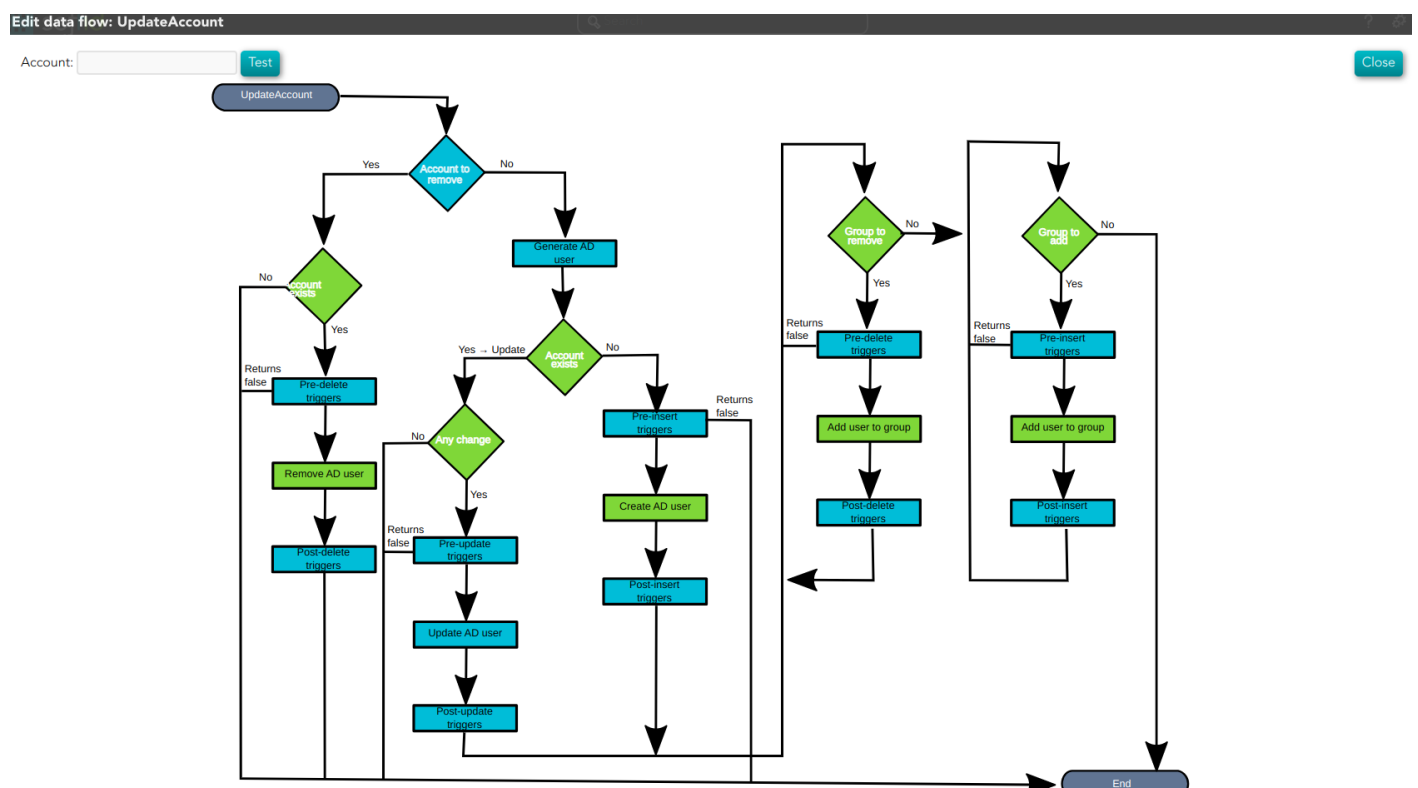 Edit data flow: UpdateAccount
Account:
Test
Close
UpdateAccount
Yes
Account to
remove
No
Generate AD
user
No
ccount
exists
Yes
Returns
false
Pre-delete
triggers
Remove AD user
Post-delete
triggers
Yes → Update
Account
exists
No
No
Any change
Yes
Returns
false
Pre-update
triggers
Update AD user
Post-update
triggers
Pre-insert
triggers
Returns
false
Create AD user
Post-insert
triggers
Group to
remove
No
Yes
Returns
false
Pre-delete
triggers
Add user to group
Post-delete
triggers
Group to
add
No
Yes
Returns
false
Pre-insert
triggers
Add user to group
Post-insert
triggers
End